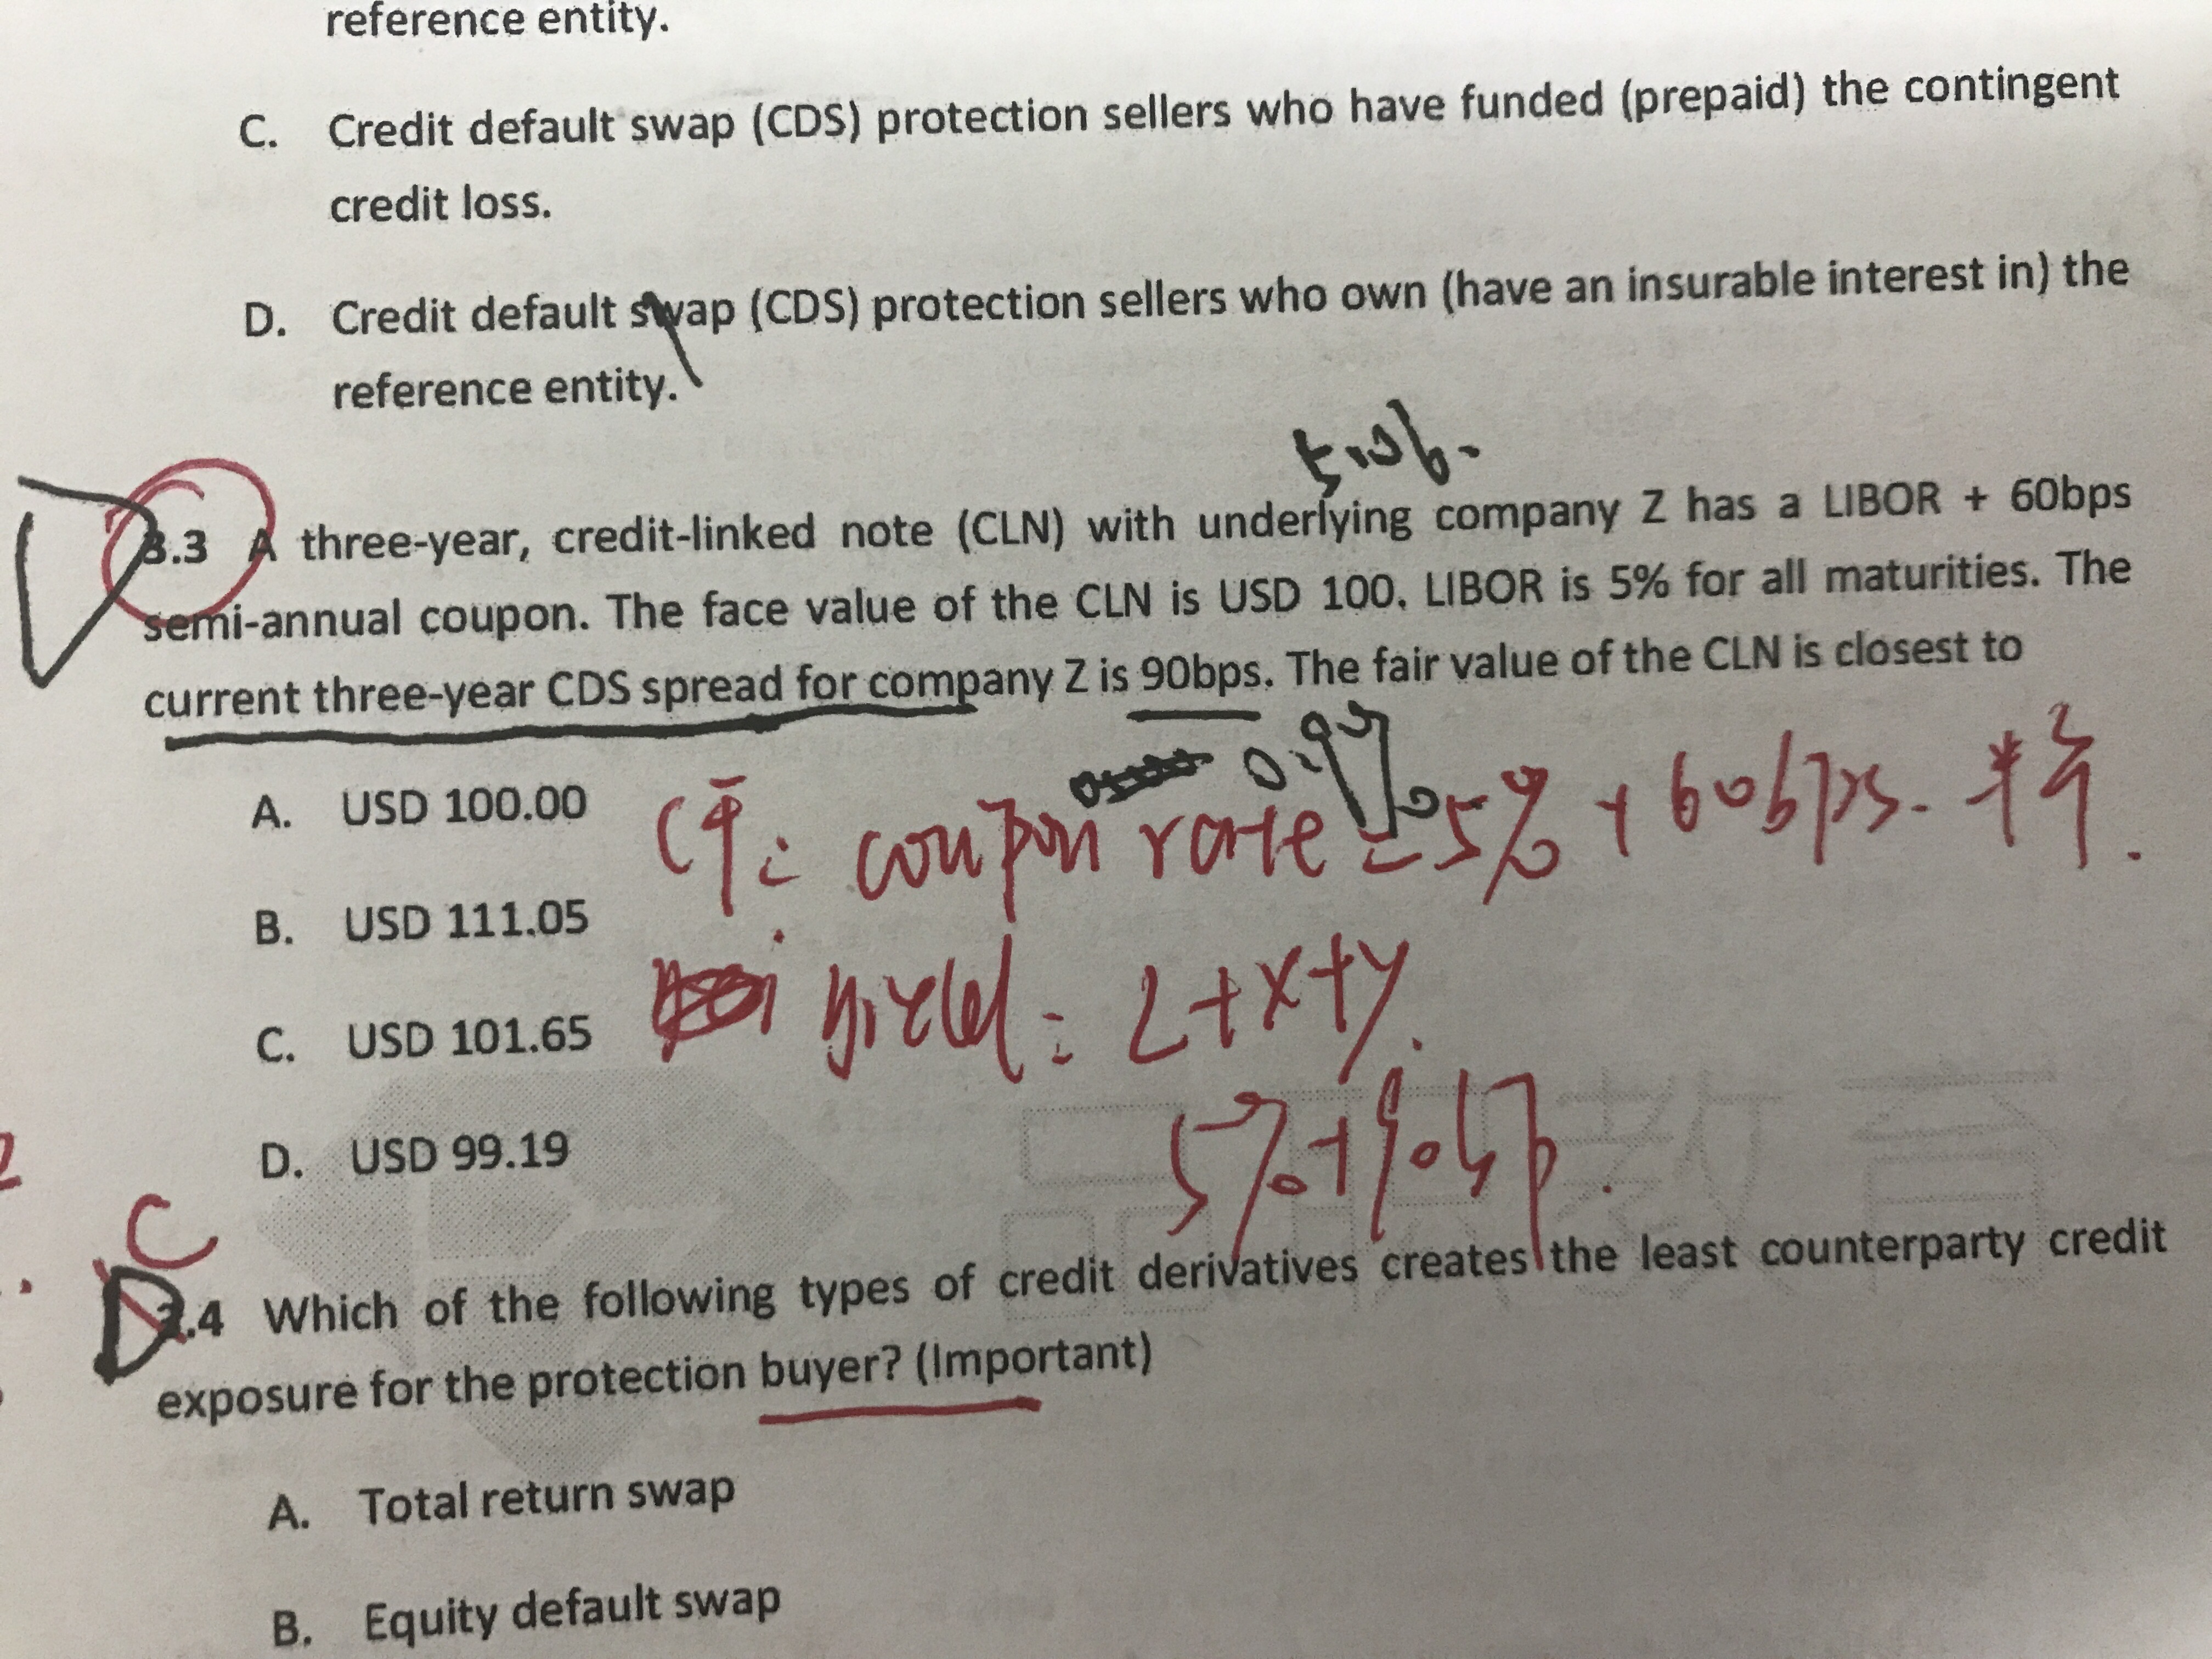 reference entity.
C. Credit default swap (CDS) protection sellers who have funded (prepaid) the contingent
credit loss.
D. Credit default swap (CDS) protection sellers who own (have an insurable interest in) the
reference entity.
3.3 A three-year, credit-linked note (CLN) with underlying company Z has a LIBOR + 60bps
semi-annual coupon. The face value of the CLN is USD 100. LIBOR is 5% for all maturities. The
current three-year CDS spread for company Z is 90bps. The fair value of the CLN is closest to
0.9%
A. USD 100.00
coupon rate = 5% + 60bps.
B. USD 111.05
C. USD 101.65
yield = L+x+y.
D. USD 99.19
5%+90bp.
C
D
3.4 Which of the following types of credit derivatives creates the least counterparty credit
exposure for the protection buyer? (Important)
A. Total return swap
B. Equity default swap